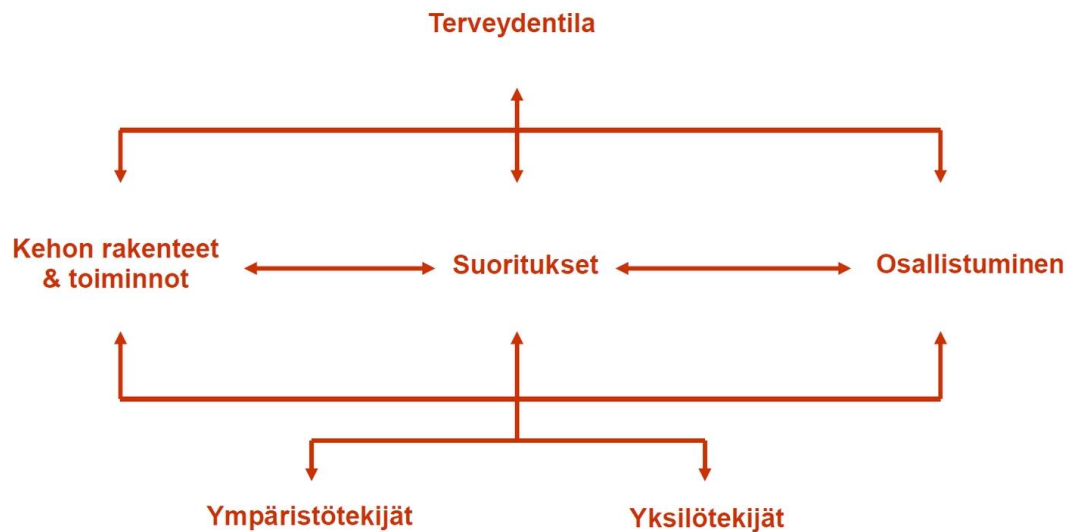 Terveydentila
Kehon rakenteet
& toiminnot
Suoritukset
Osallistuminen
Ympäristötekijät
Yksilötekijät